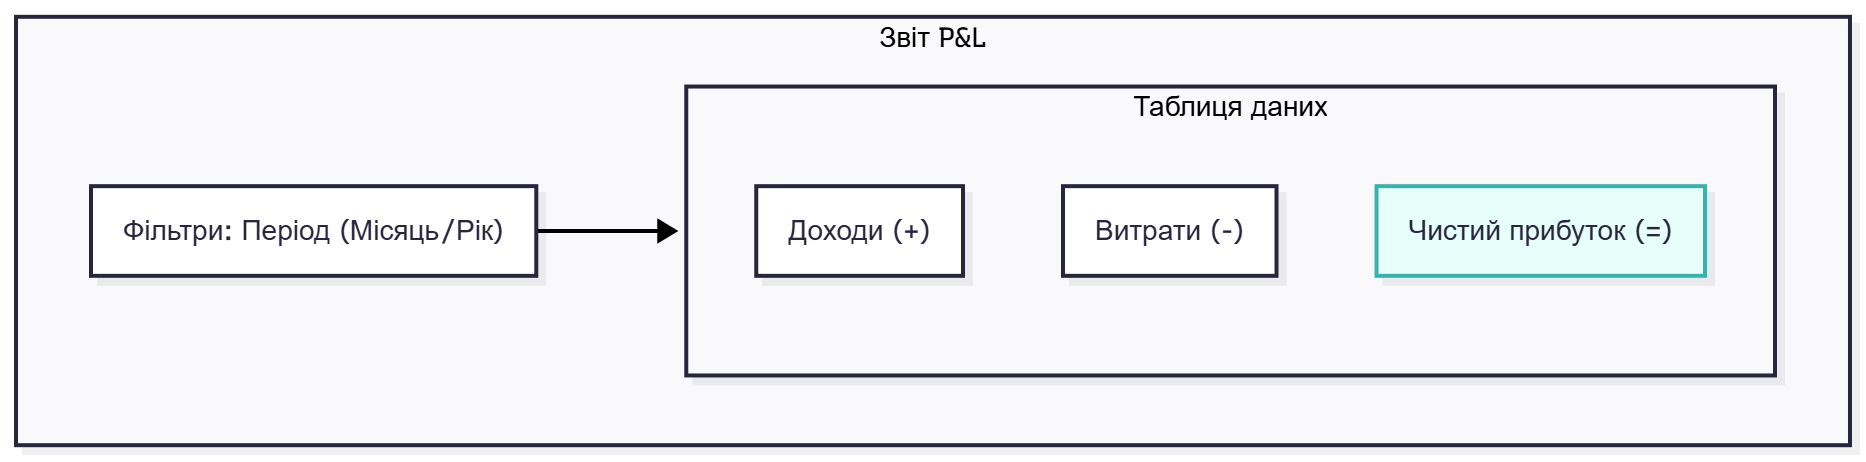 Звіт P&L
Таблиця даних
Фільтри: Період (Місяць/Рік)
Доходи (+)
Витрати (-)
Чистий прибуток (=)